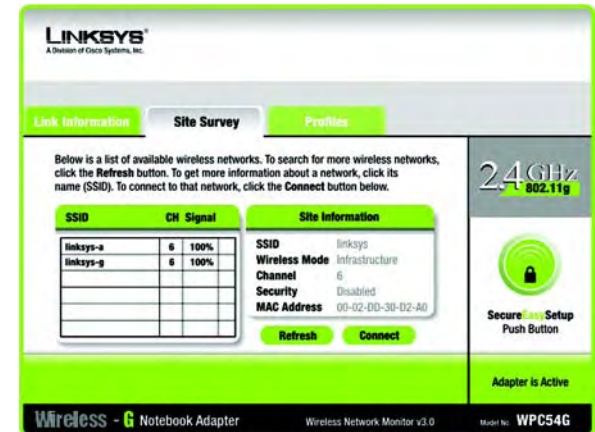 LINKSYS®
A Division of Cisco Systems, Inc.
Link Information Site Survey Profiles
Below is a list of available wireless networks. To search for more wireless networks,
click the Refresh button. To get more information about a network, click its
name (SSID). To connect to that network, click the Connect button below.
2.4GHz
802.11g
SSID CH Signal
linksys-a 6 100%
linksys-g 6 100%
Site Information
SSID linksys
Wireless Mode Infrastructure
Channel 6
Security Disabled
MAC Address 00-02-DD-30-D2-A0
Refresh Connect
SecureEasySetup
Push Button
Adapter is Active
Wireless - G Notebook Adapter Wireless Network Monitor v3.0 Model No. WPC54G